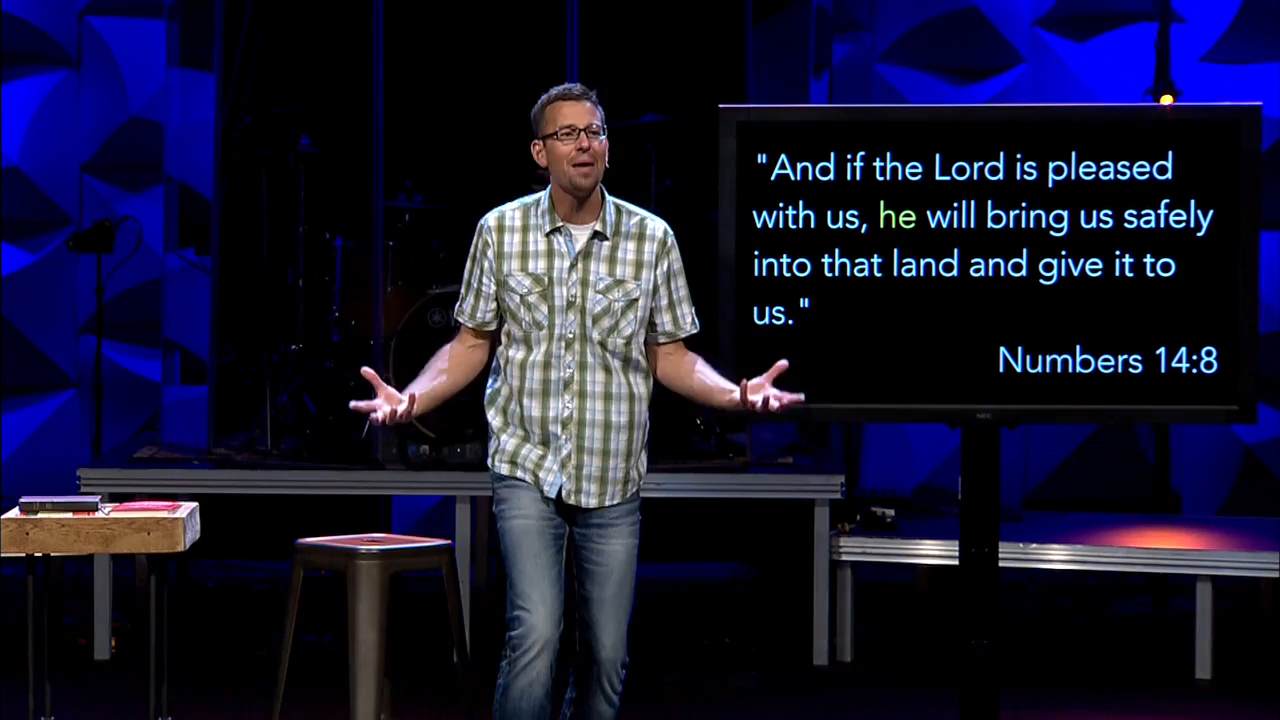 "And if the Lord is pleased
with us, he will bring us safely
into that land and give it to
us."
Numbers 14:8
NEC